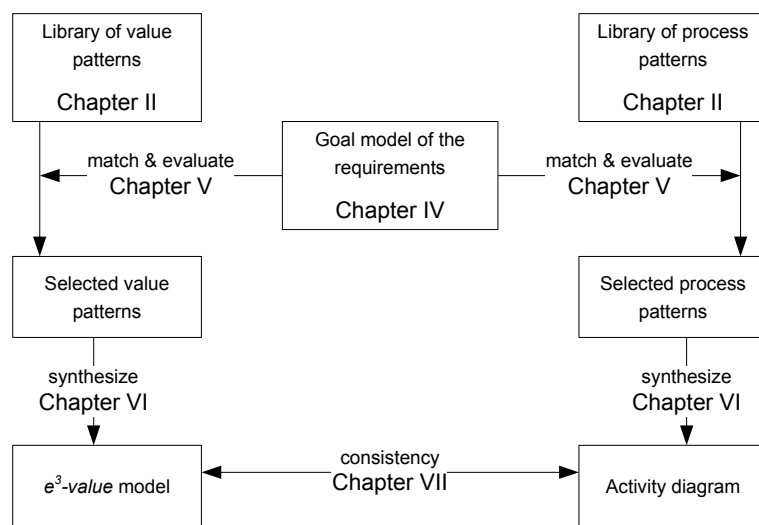 Library of value
patterns
Chapter II
Library of process
patterns
Chapter II
Goal model of the
requirements
Chapter IV
match & evaluate
Chapter V
match & evaluate
Chapter V
Selected value
patterns
Selected process
patterns
synthesize
Chapter VI
synthesize
Chapter VI
e³-value model
consistency
Chapter VII
Activity diagram